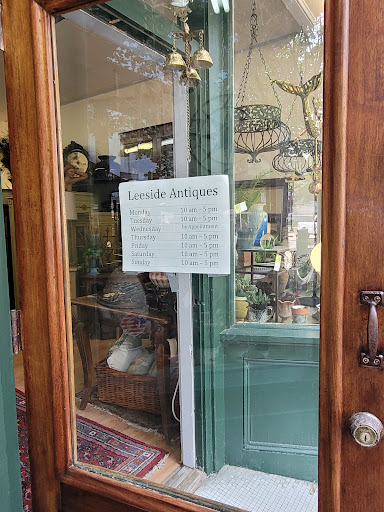 Leeside Antiques
Monday 10 am – 5 pm
Tuesday 10 am – 5 pm
Wednesday by appointment
Thursday 10 am – 5 pm
Friday 10 am – 5 pm
Saturday 10 am – 5 pm
Sunday 10 am – 5 pm